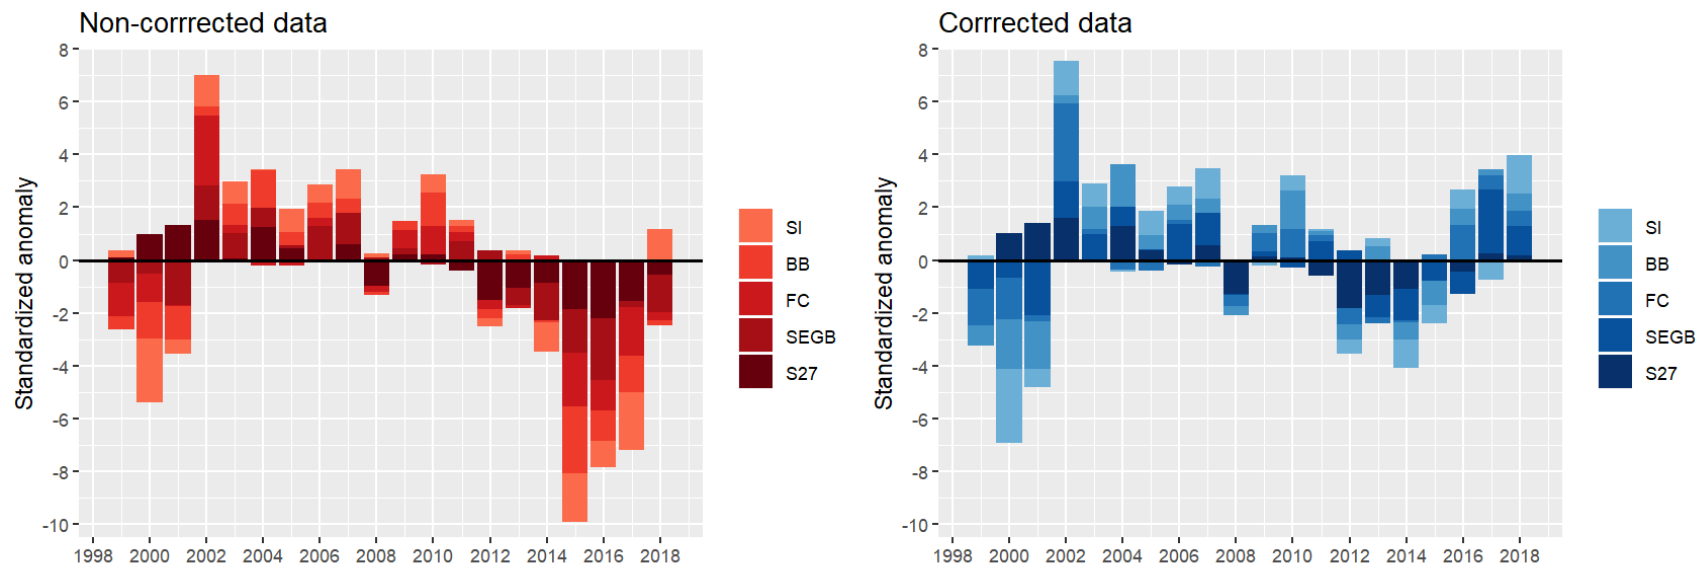 Non-corrrected data
Standardized anomaly
8
6
4
2
0
-2
-4
-6
-8
-10
1998 2000 2002 2004 2006 2008 2010 2012 2014 2016 2018
SI
BB
FC
SEGB
S27
Corrrected data
Standardized anomaly
8
6
4
2
0
-2
-4
-6
-8
-10
1998 2000 2002 2004 2006 2008 2010 2012 2014 2016 2018
SI
BB
FC
SEGB
S27